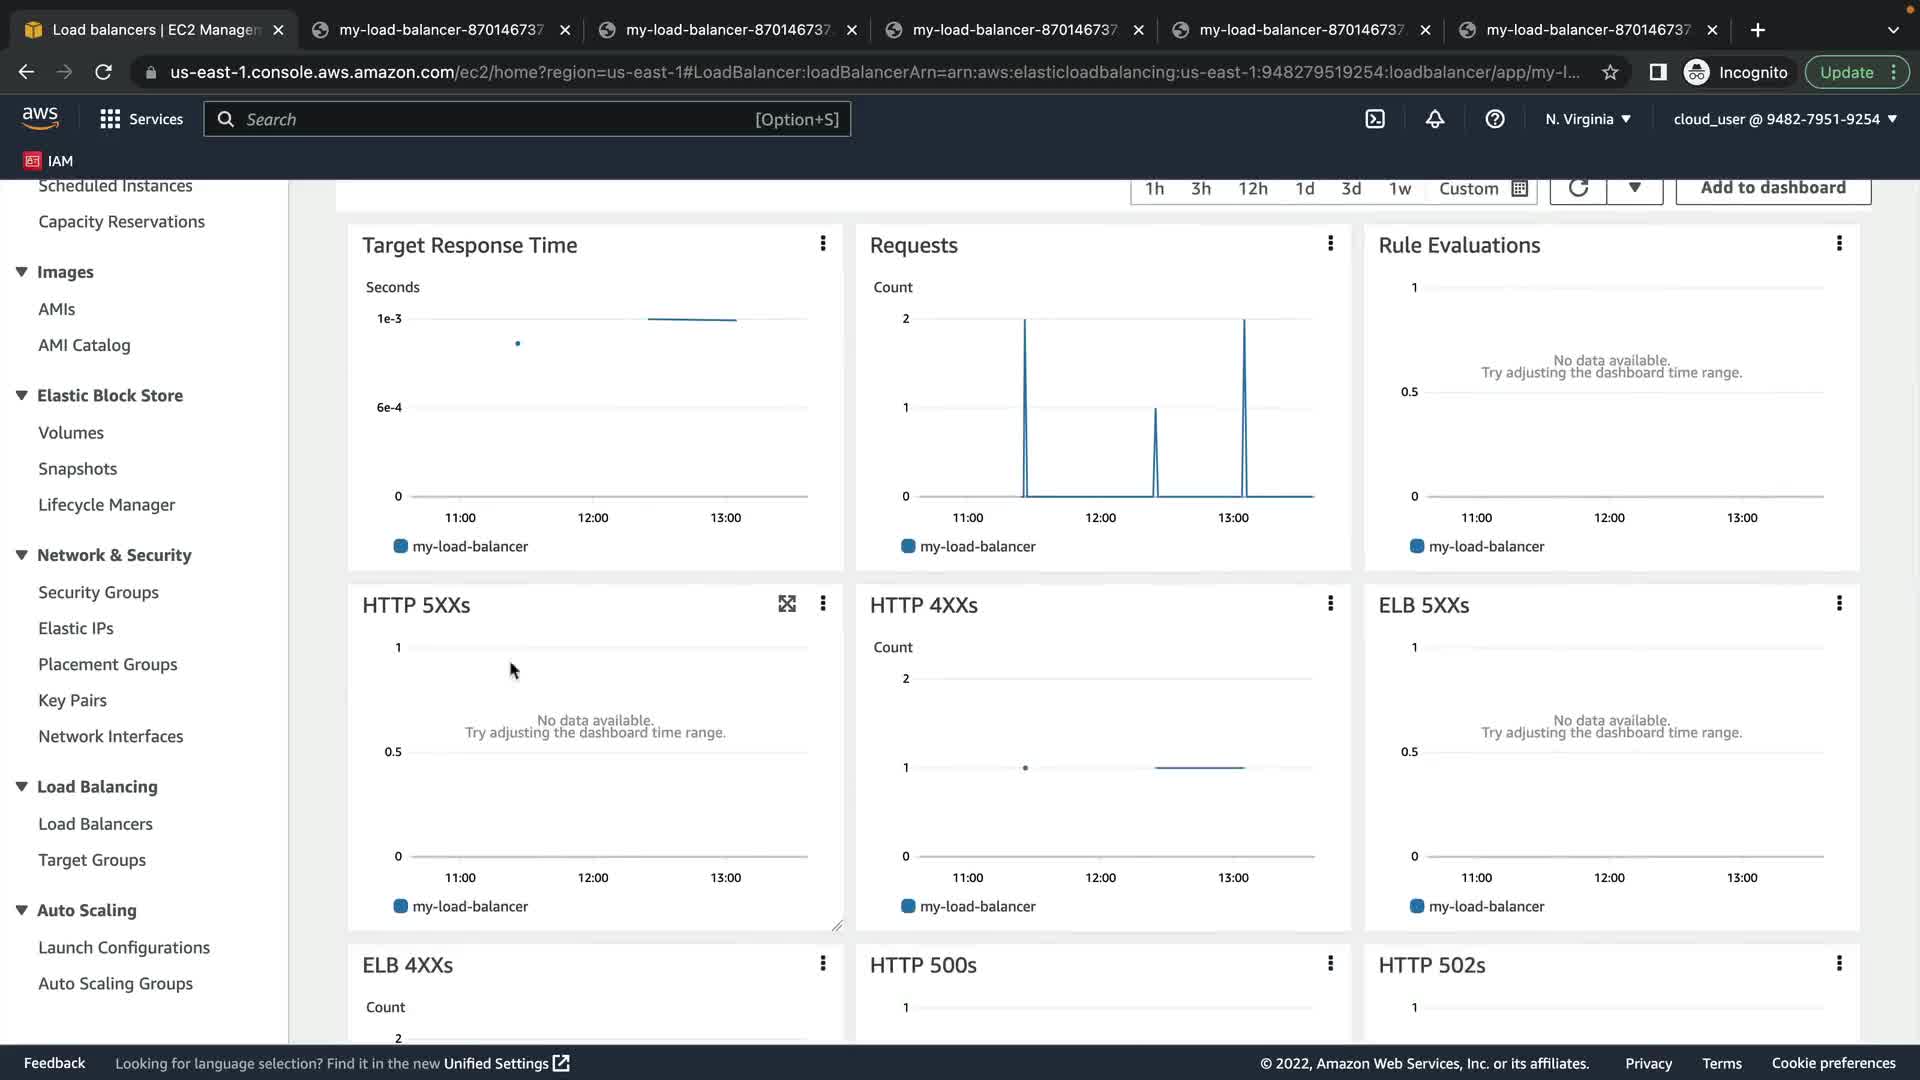 Load balancers | EC2 Managen
my-load-balancer-870146737
my-load-balancer-870146737.
my-load-balancer-870146737
my-load-balancer-870146737.
my-load-balancer-870146737
us-east-1.console.aws.amazon.com/ec2/home?region=us-east-1#LoadBalancer:loadBalancerArn=arn:aws:elasticloadbalancing:us-east-1:948279519254:loadbalancer/app/my-l...
Incognito
Update
aws
Services
Search
[Option+S]
N. Virginia
cloud_user @ 9482-7951-9254
IAM
Scheduled Instances
Capacity Reservations
Images
AMIs
AMI Catalog
Elastic Block Store
Volumes
Snapshots
Lifecycle Manager
Network & Security
Security Groups
Elastic IPs
Placement Groups
Key Pairs
Network Interfaces
Load Balancing
Load Balancers
Target Groups
Auto Scaling
Launch Configurations
Auto Scaling Groups
1h 3h 12h 1d 3d 1w Custom
Add to dashboard
Target Response Time
Seconds
1e-3
6e-4
0
11:00 12:00 13:00
my-load-balancer
Requests
Count
2
1
0
11:00 12:00 13:00
my-load-balancer
Rule Evaluations
1
No data available.
Try adjusting the dashboard time range.
0.5
0
11:00 12:00 13:00
my-load-balancer
HTTP 5XXs
1
No data available.
Try adjusting the dashboard time range.
0.5
0
11:00 12:00 13:00
my-load-balancer
HTTP 4XXs
Count
2
1
0
11:00 12:00 13:00
my-load-balancer
ELB 5XXs
1
No data available.
Try adjusting the dashboard time range.
0.5
0
11:00 12:00 13:00
my-load-balancer
ELB 4XXs
Count
2
HTTP 500s
1
HTTP 502s
1
Feedback
Looking for language selection? Find it in the new Unified Settings
© 2022, Amazon Web Services, Inc. or its affiliates.
Privacy
Terms
Cookie preferences